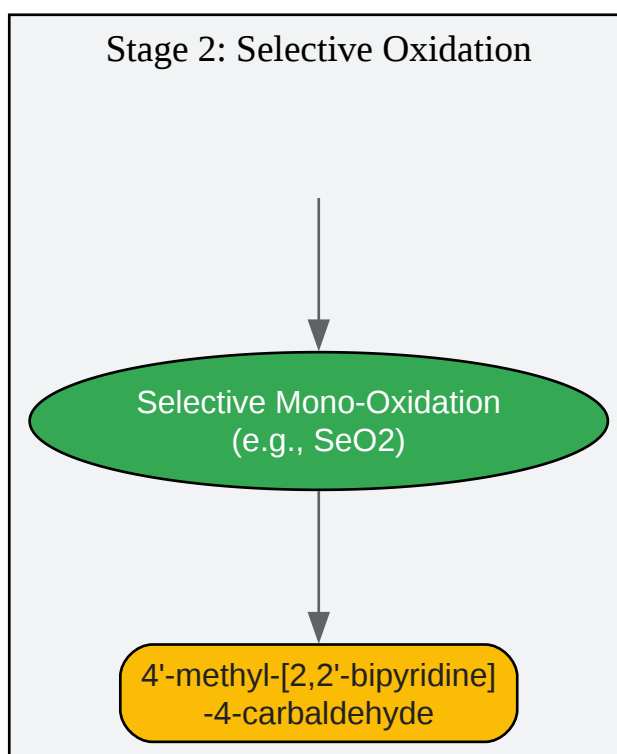 Stage 2: Selective Oxidation
Selective Mono-Oxidation
(e.g., SeO2)
4'-methyl-[2,2'-bipyridine]
-4-carbaldehyde